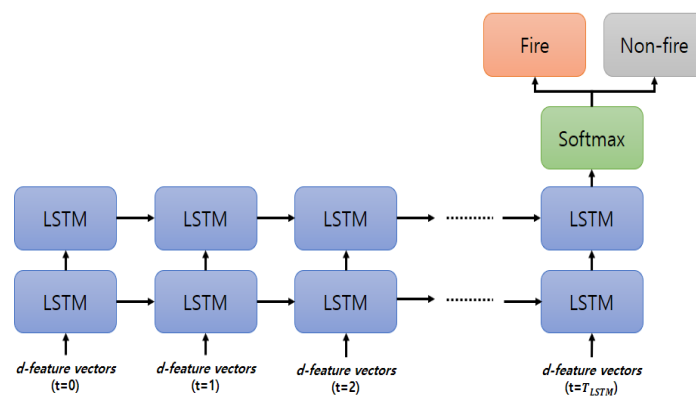 Fire
Non-fire
Softmax
LSTM LSTM LSTM LSTM
LSTM LSTM LSTM LSTM
d-feature vectors d-feature vectors d-feature vectors d-feature vectors
(t=0) (t=1) (t=2) (t=T_LSTM)